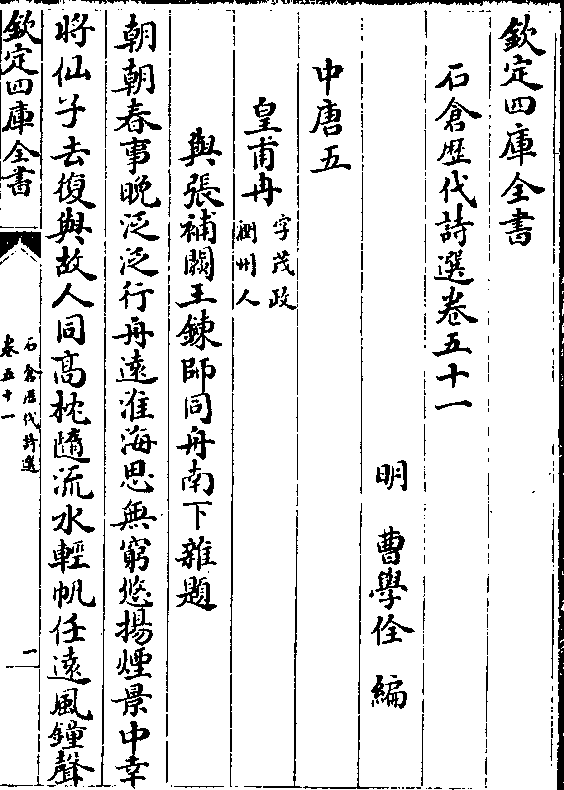 欽定四庫全書
石倉歴代詩選卷五十一
明 曹學佺 編
中唐五
皇甫冉 字茂政
潤州人
與張補闕王錬師同舟南下雜題
朝朝春事晚泛泛行舟遠淮海思無窮悠揚煙景中幸
將仙子去復與故人同高枕隨流水輕帆任遠風鐘聲
欽定四庫全書
石倉歴代詩選
卷五十一
一